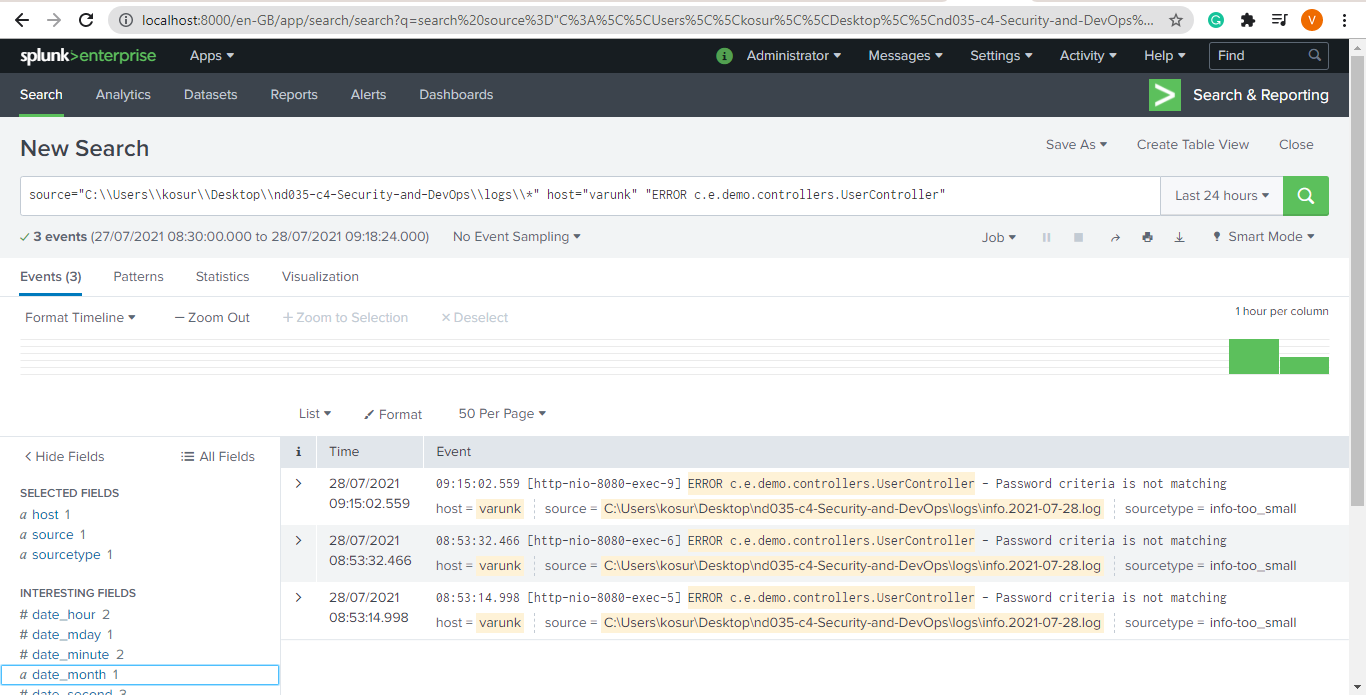 localhost:8000/en-GB/app/search/search?q=search%20source%3D"C%3A%5C%5CUsers%5C%5Ckosur%5C%5CDesktop%5C%5Cnd035-c4-Security-and-DevOps%...
V
splunk>enterprise Apps
i Administrator Messages Settings Activity Help Find
Search Analytics Datasets Reports Alerts Dashboards
> Search & Reporting
New Search
Save As Create Table View Close
source="C:\\Users\\kosur\\Desktop\\nd035-c4-Security-and-DevOps\\logs\\*" host="varunk" "ERROR c.e.demo.controllers.UserController"
Last 24 hours
✓ 3 events (27/07/2021 08:30:00.000 to 28/07/2021 09:18:24.000) No Event Sampling
Job Smart Mode
Events (3) Patterns Statistics Visualization
Format Timeline — Zoom Out + Zoom to Selection × Deselect
1 hour per column
List Format 50 Per Page
< Hide Fields All Fields
SELECTED FIELDS
a host 1
a source 1
a sourcetype 1
INTERESTING FIELDS
# date_hour 2
# date_mday 1
# date_minute 2
a date_month 1
# date_second 3
i Time Event
> 28/07/2021 09:15:02.559
09:15:02.559 [http-nio-8080-exec-9] ERROR c.e.demo.controllers.UserController - Password criteria is not matching
host = varunk source = C:\Users\kosur\Desktop\nd035-c4-Security-and-DevOps\logs\info.2021-07-28.log sourcetype = info-too_small
> 28/07/2021 08:53:32.466
08:53:32.466 [http-nio-8080-exec-6] ERROR c.e.demo.controllers.UserController - Password criteria is not matching
host = varunk source = C:\Users\kosur\Desktop\nd035-c4-Security-and-DevOps\logs\info.2021-07-28.log sourcetype = info-too_small
> 28/07/2021 08:53:14.998
08:53:14.998 [http-nio-8080-exec-5] ERROR c.e.demo.controllers.UserController - Password criteria is not matching
host = varunk source = C:\Users\kosur\Desktop\nd035-c4-Security-and-DevOps\logs\info.2021-07-28.log sourcetype = info-too_small